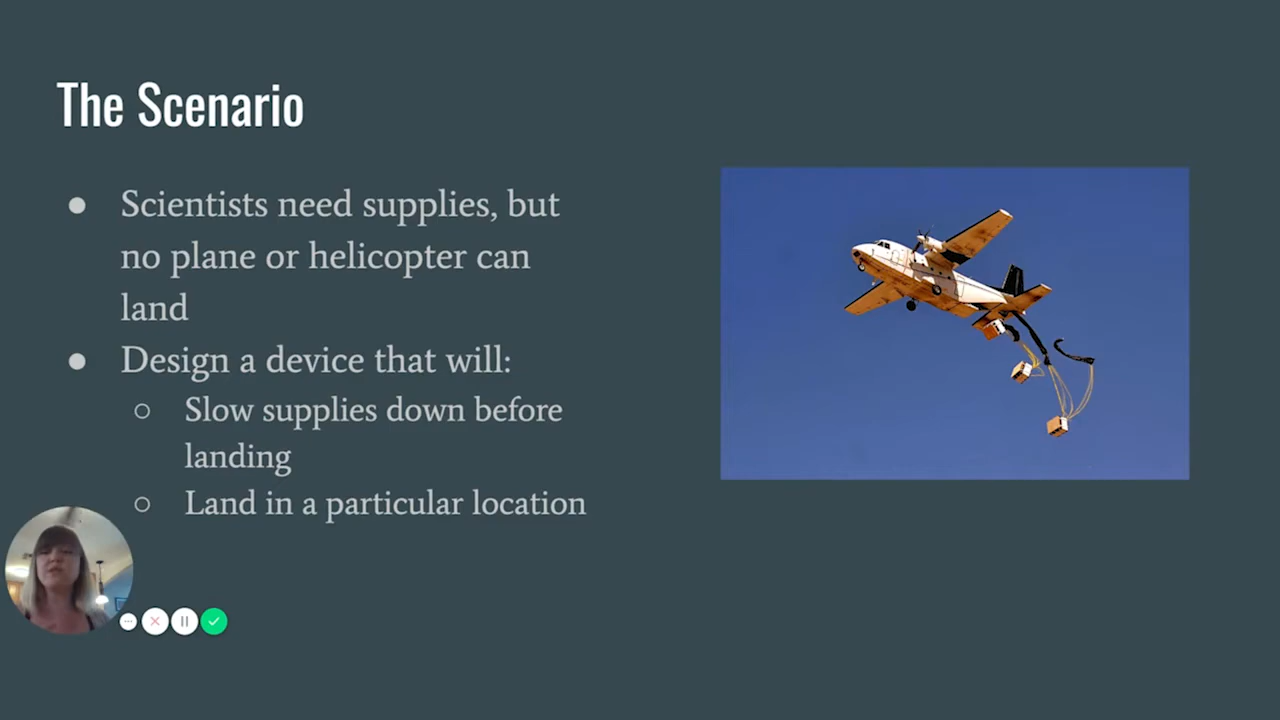 The Scenario
● Scientists need supplies, but
no plane or helicopter can
land
● Design a device that will:
○ Slow supplies down before
landing
○ Land in a particular location